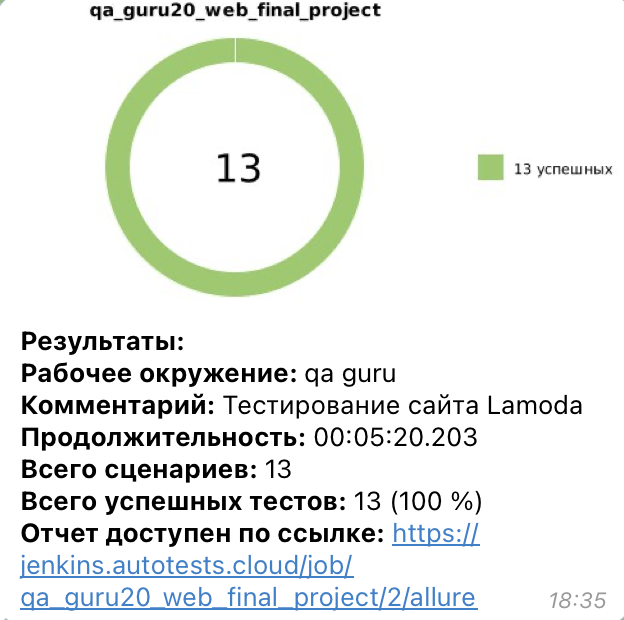 qa_guru20_web_final_project
13
13 успешных
Результаты:
Рабочее окружение: qa guru
Комментарий: Тестирование сайта Lamoda
Продолжительность: 00:05:20.203
Всего сценариев: 13
Всего успешных тестов: 13 (100 %)
Отчет доступен по ссылке: https://
jenkins.autotests.cloud/job/
qa_guru20_web_final_project/2/allure
18:35